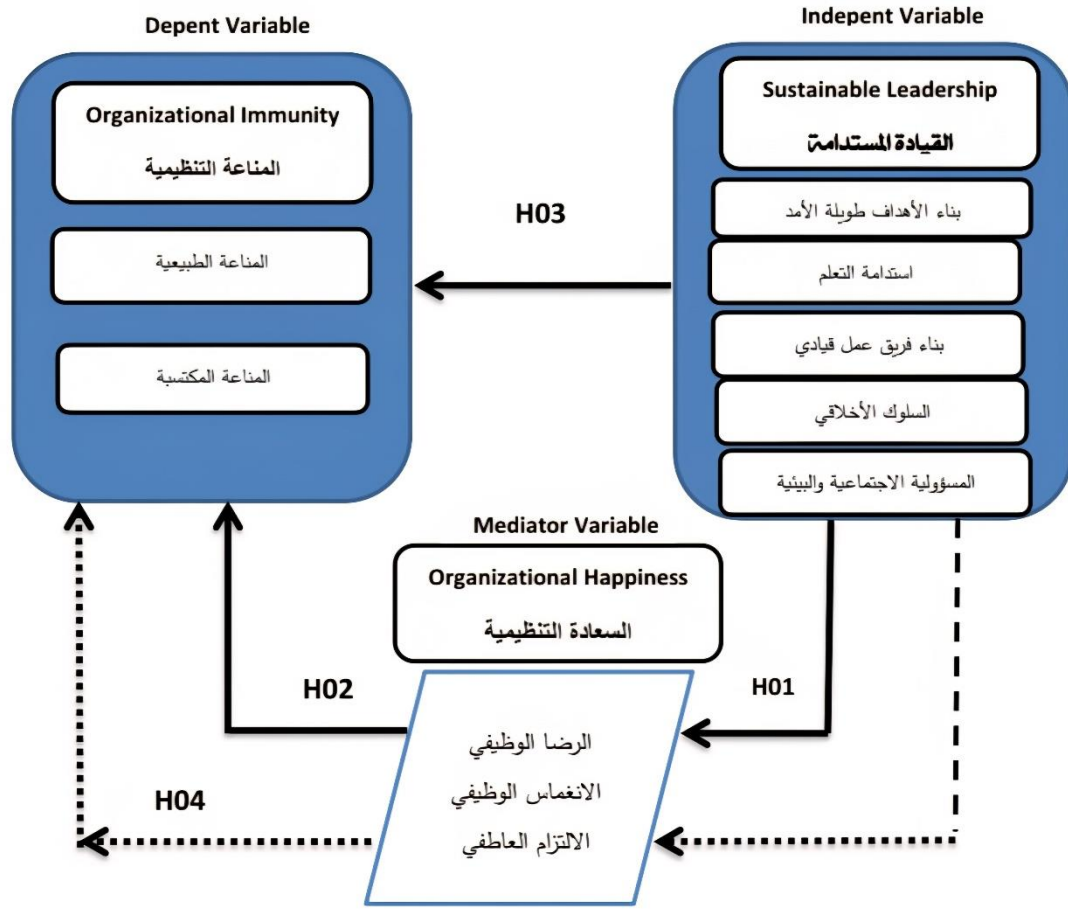 Depent Variable
Indepent Variable
Organizational Immunity
المناعة التنظيمية
المناعة الطبيعية
المناعة المكتسبة
Sustainable Leadership
القيادة المستدامة
بناء الأهداف طويلة الأمد
استدامة التعلم
بناء فريق عمل قيادي
السلوك الأخلاقي
المسؤولية الاجتماعية والبيئية
H03
Mediator Variable
Organizational Happiness
السعادة التنظيمية
H02
H01
الرضا الوظيفي
الانغماس الوظيفي
الالتزام العاطفي
H04